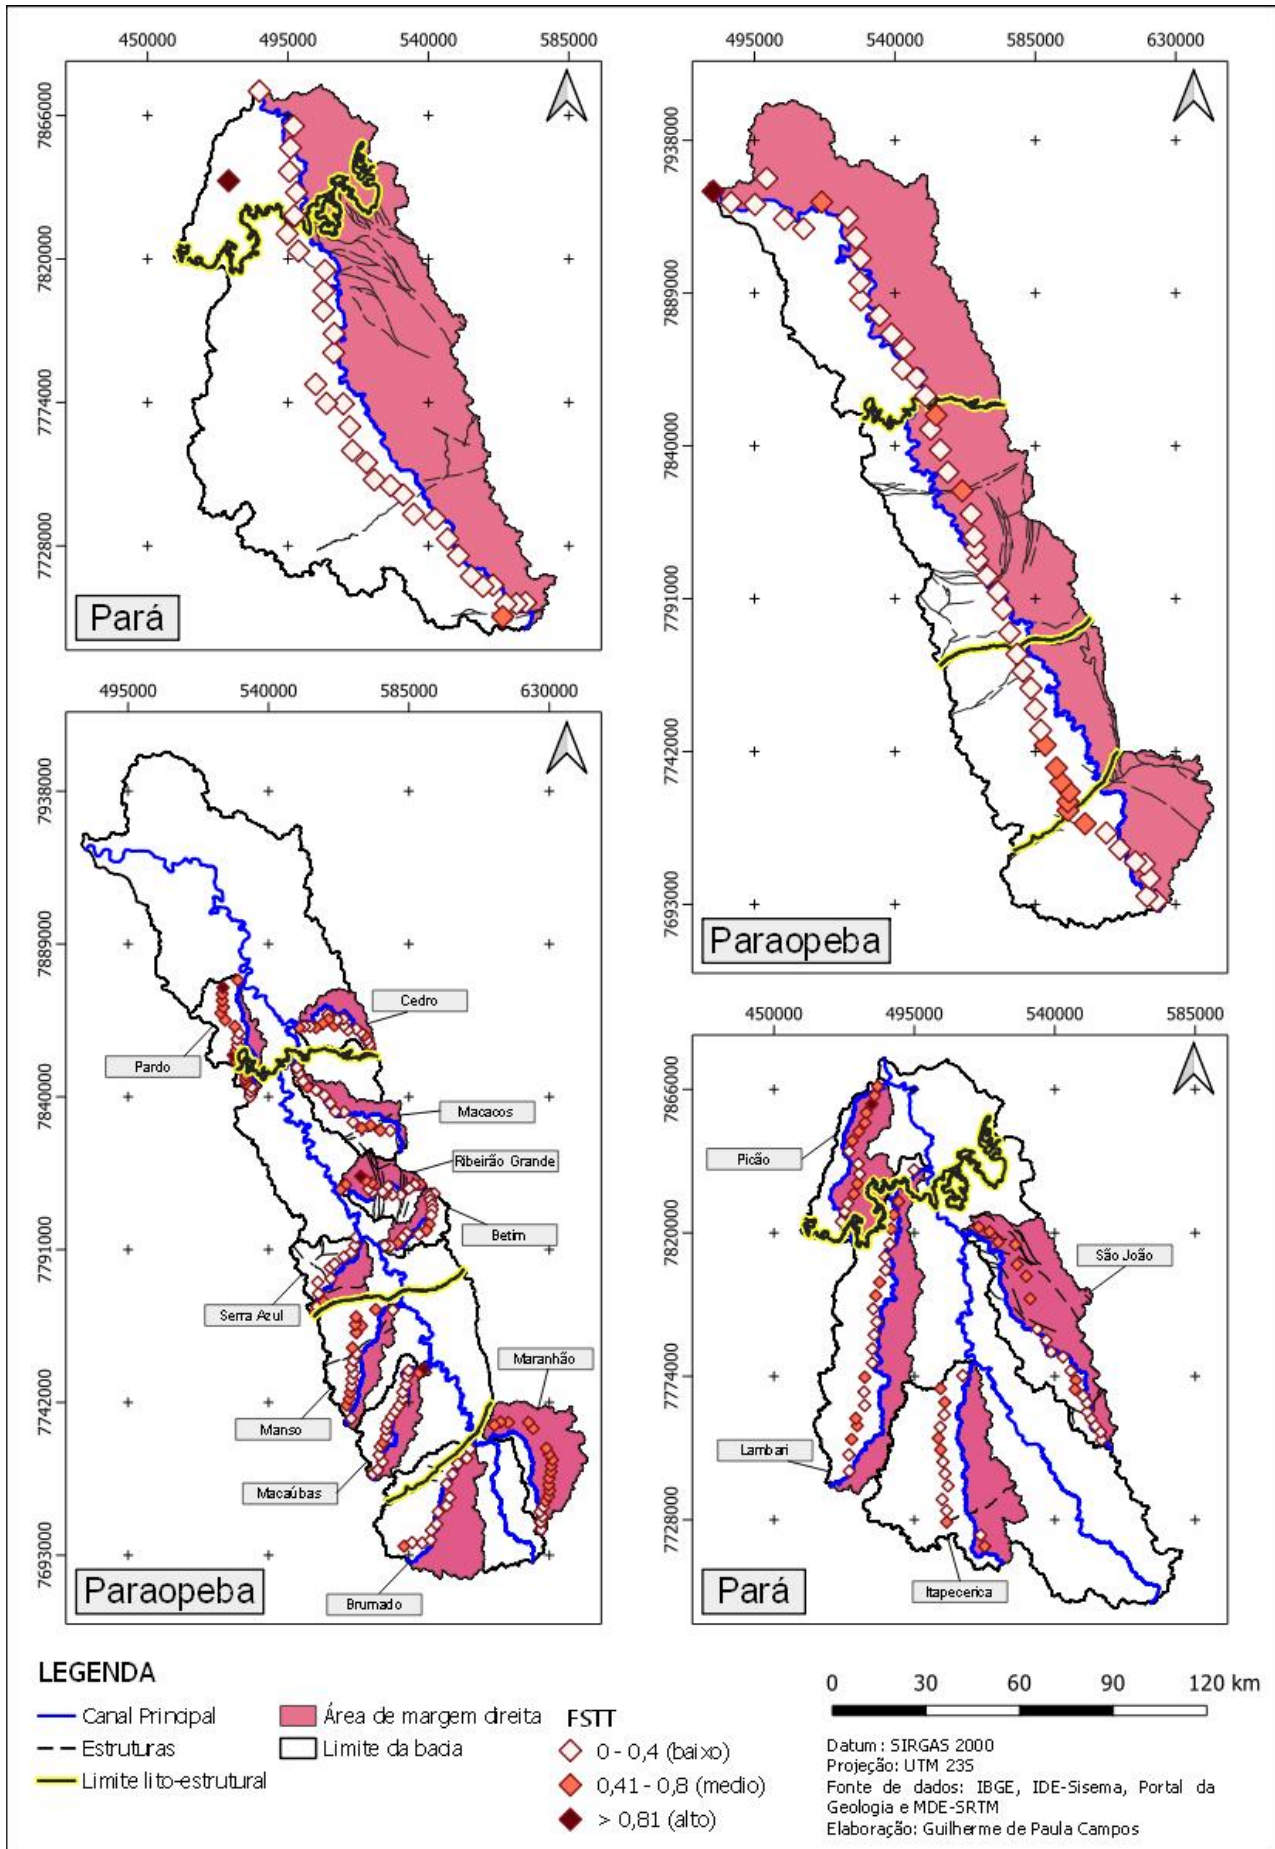 450000 495000 540000 585000
495000 540000 585000 630000
7866000
7820000
7774000
7728000
Pará
7938000
7889000
7840000
7791000
7742000
7693000
Paraopeba
495000 540000 585000 630000
7938000
7889000
7840000
7791000
7742000
7693000
Cedro
Pardo
Macacos
Ribeirão Grande
Betim
Serra Azul
Maranhão
Manso
Macaúbas
Brumado
Paraopeba
450000 495000 540000 585000
7866000
7820000
7774000
7728000
Picão
São João
Lambari
Itapecerica
Pará
LEGENDA
Canal Principal
Estruturas
Limite lito-estrutural
Área de margem direita
Limite da bacia
FSTT
0 - 0,4 (baixo)
0,41 - 0,8 (medio)
> 0,81 (alto)
0 30 60 90 120 km
Datum : SIRGAS 2000
Projeção: UTM 23S
Fonte de dados: IBGE, IDE-Sisema, Portal da
Geologia e MDE-SRTM
Elaboração: Guilherme de Paula Campos